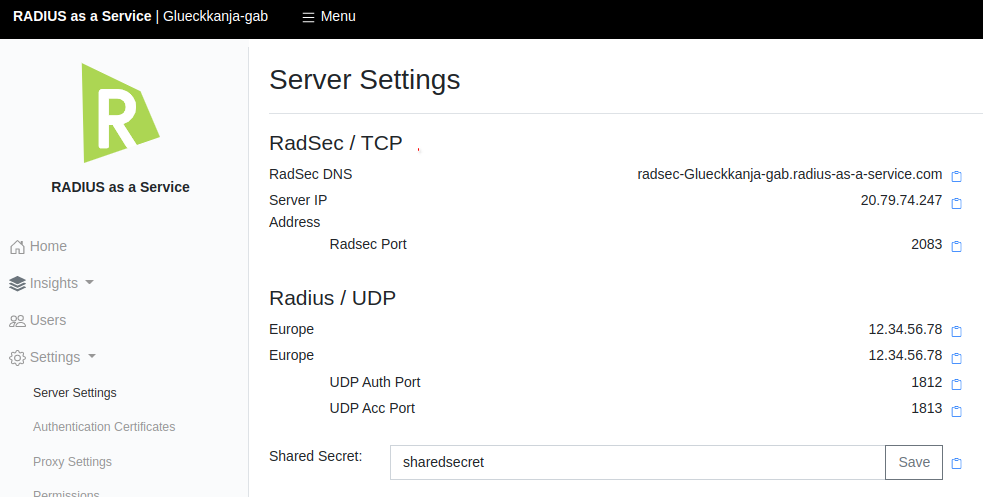 RADIUS as a Service | Glueckkanja-gab Menu
R
RADIUS as a Service
Home
Insights
Users
Settings
Server Settings
Authentication Certificates
Proxy Settings
Permissions
Server Settings
RadSec / TCP
RadSec DNS radsec-Glueckkanja-gab.radius-as-a-service.com
Server IP 20.79.74.247
Address
Radsec Port 2083
Radius / UDP
Europe 12.34.56.78
Europe 12.34.56.78
UDP Auth Port 1812
UDP Acc Port 1813
Shared Secret: sharedsecret Save